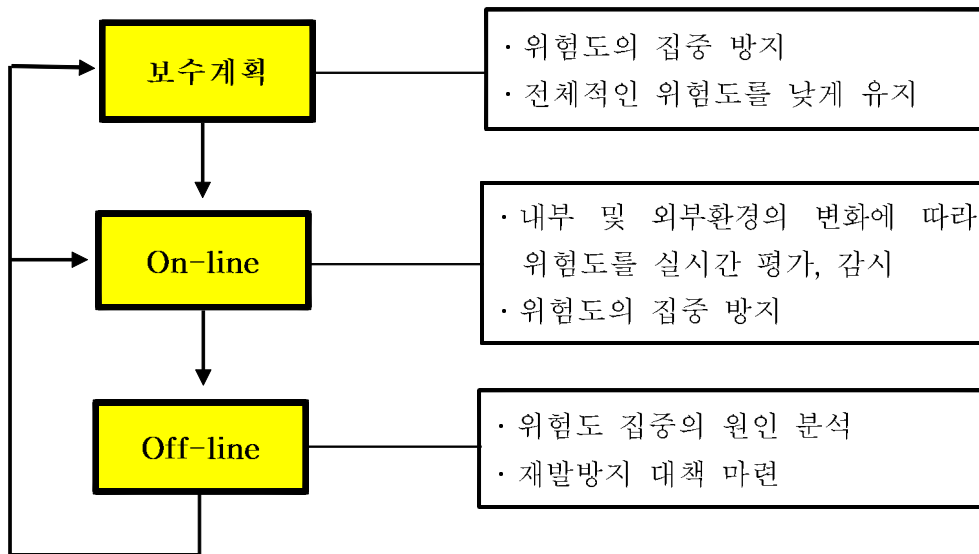 보수계획
· 위험도의 집중 방지
· 전체적인 위험도를 낮게 유지
On-line
· 내부 및 외부환경의 변화에 따라
위험도를 실시간 평가, 감시
· 위험도의 집중 방지
Off-line
· 위험도 집중의 원인 분석
· 재발방지 대책 마련